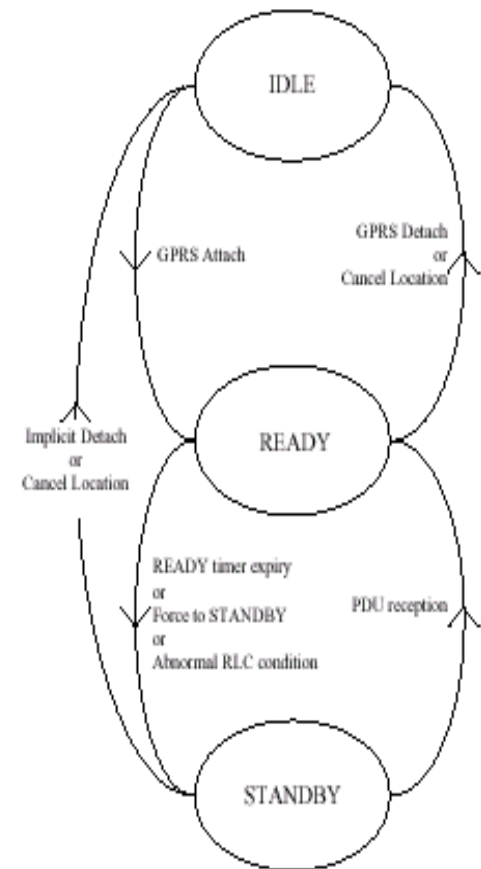 IDLE
GPRS Attach
GPRS Detach
or
Cancel Location
READY
Implicit Detach
or
Cancel Location
READY timer expiry
or
Force to STANDBY
or
Abnormal RLC condition
PDU reception
STANDBY